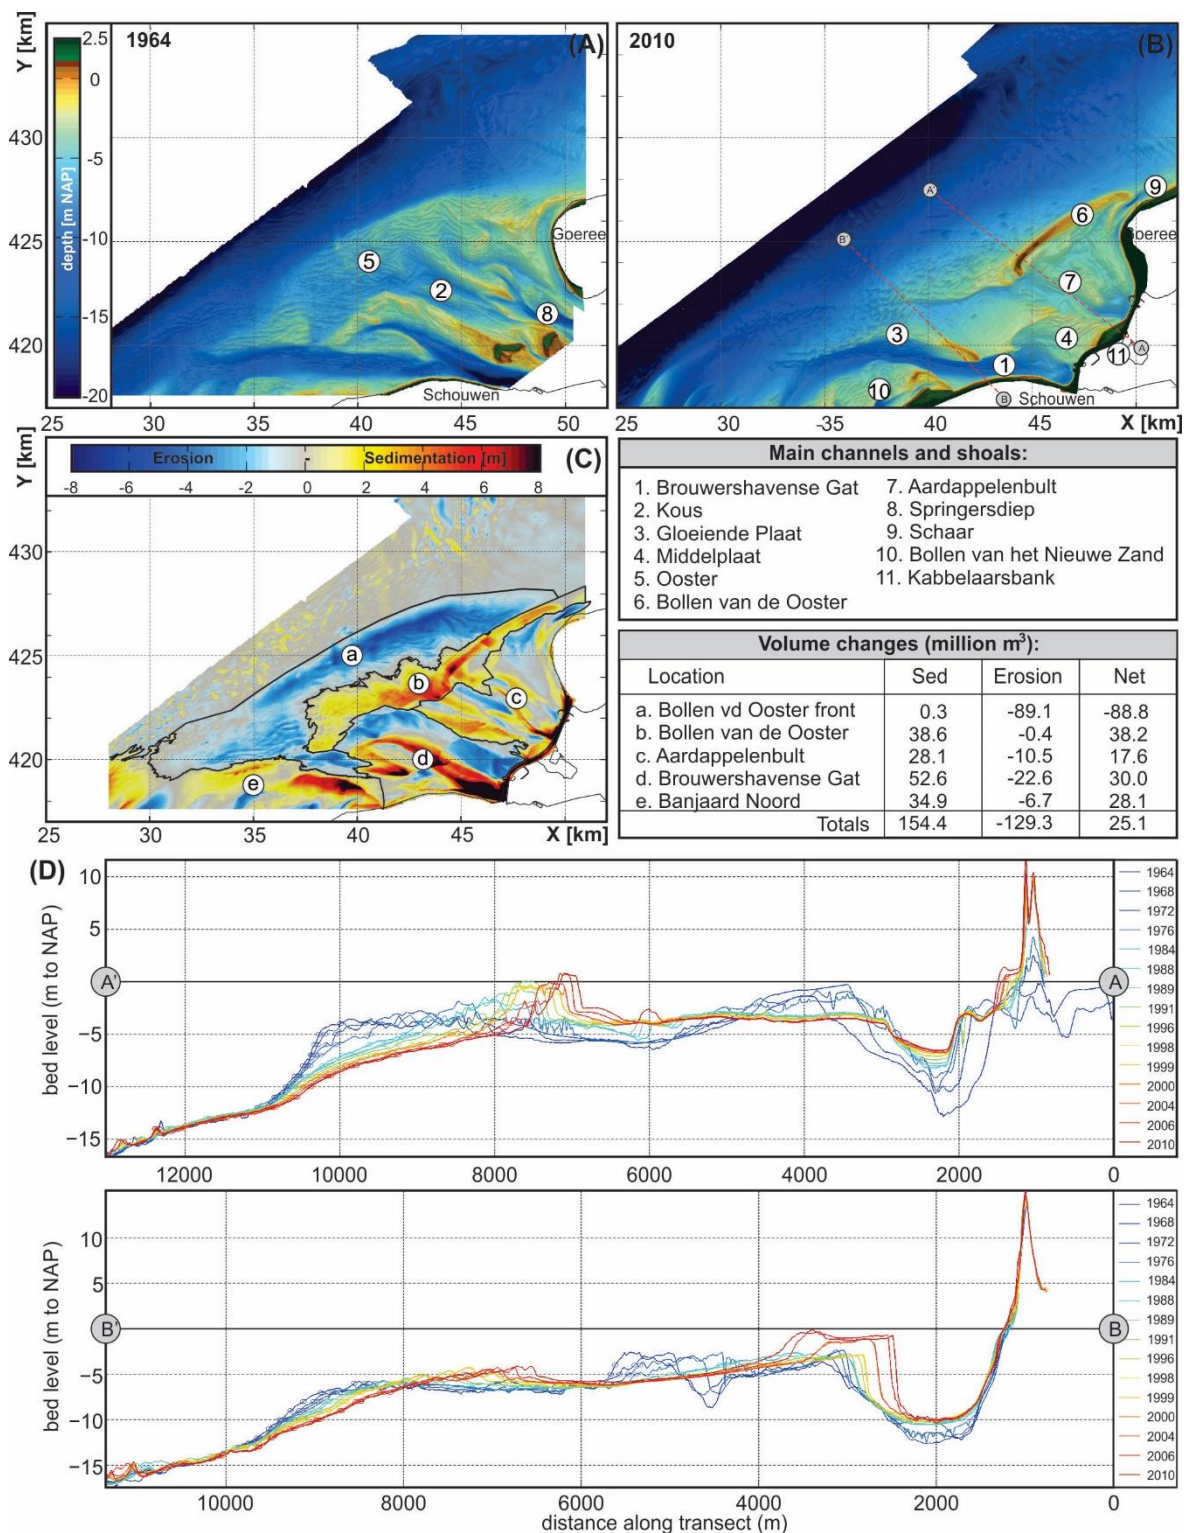 Y [km]
1964
(A)
2.5
0
-5
-10
-15
-20
depth [m NAP]
430
425
420
5
2
8
Goeree
Schouwen
25
30
35
40
45
50
2010
(B)
A'
B'
9
6
7
3
4
1
11
10
A
B
Goeree
Schouwen
25
30
-35
40
45
X [km]
Y [km]
Erosion
-
Sedimentation [m]
(C)
-8
-6
-4
-2
0
2
4
6
8
430
425
420
a
b
c
d
e
25
30
35
40
45
X [km]
Main channels and shoals:
1. Brouwershavense Gat
2. Kous
3. Gloeiende Plaat
4. Middelplaat
5. Ooster
6. Bollen van de Ooster
7. Aardappelenbult
8. Springersdiep
9. Schaar
10. Bollen van het Nieuwe Zand
11. Kabbelaarsbank
Volume changes (million m³):
Location Sed Erosion Net
a. Bollen vd Ooster front 0.3 -89.1 -88.8
b. Bollen van de Ooster 38.6 -0.4 38.2
c. Aardappelenbult 28.1 -10.5 17.6
d. Brouwershavense Gat 52.6 -22.6 30.0
e. Banjaard Noord 34.9 -6.7 28.1
Totals 154.4 -129.3 25.1
(D)
bed level (m to NAP)
10
5
A'
A
−5
−10
−15
12000
10000
8000
6000
4000
2000
0
1964
1968
1972
1976
1984
1988
1989
1991
1996
1998
1999
2000
2004
2006
2010
bed level (m to NAP)
10
5
B'
B
−5
−10
−15
10000
8000
6000
4000
2000
0
distance along transect (m)
1964
1968
1972
1976
1984
1988
1989
1991
1996
1998
1999
2000
2004
2006
2010